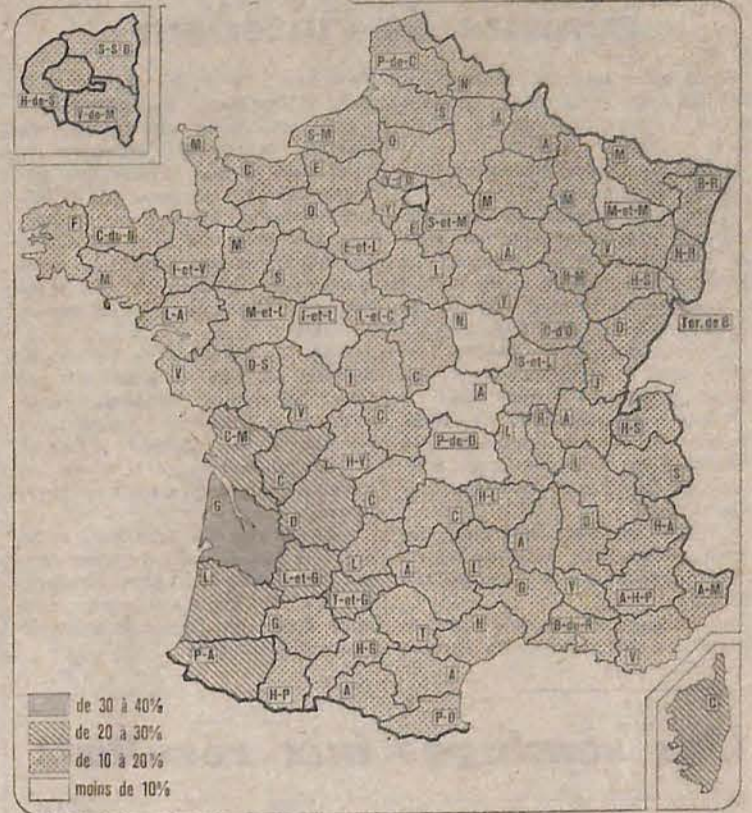 S-S-D
H-de-S
V-de-M
P-de-C
N
S
S-M
O
A
A
M
M
M
C
E
Y
E
S-et-M
M
M-et-M
B-R
F
C-du-N
O
M
I-et-V
M
S
E-et-L
L
A
Y
H-M
V
H-S
H-R
Ter. de B
L-A
M-et-L
I-et-L
L-et-C
N
C-d'O
D
V
D-S
V
I
C
A
S-et-L
J
C-M
C
H-V
C
P-de-D
L
R
A
H-S
S
G
D
C
C
H-L
L
I
A
D
H-A
L
L-et-G
L
A
L
G
V
A-H-P
A-M
T-et-G
G
T
H
B-du-R
V
P-A
H-P
H-G
A
A
P-O
C
de 30 à 40%
de 20 à 30%
de 10 à 20%
moins de 10%